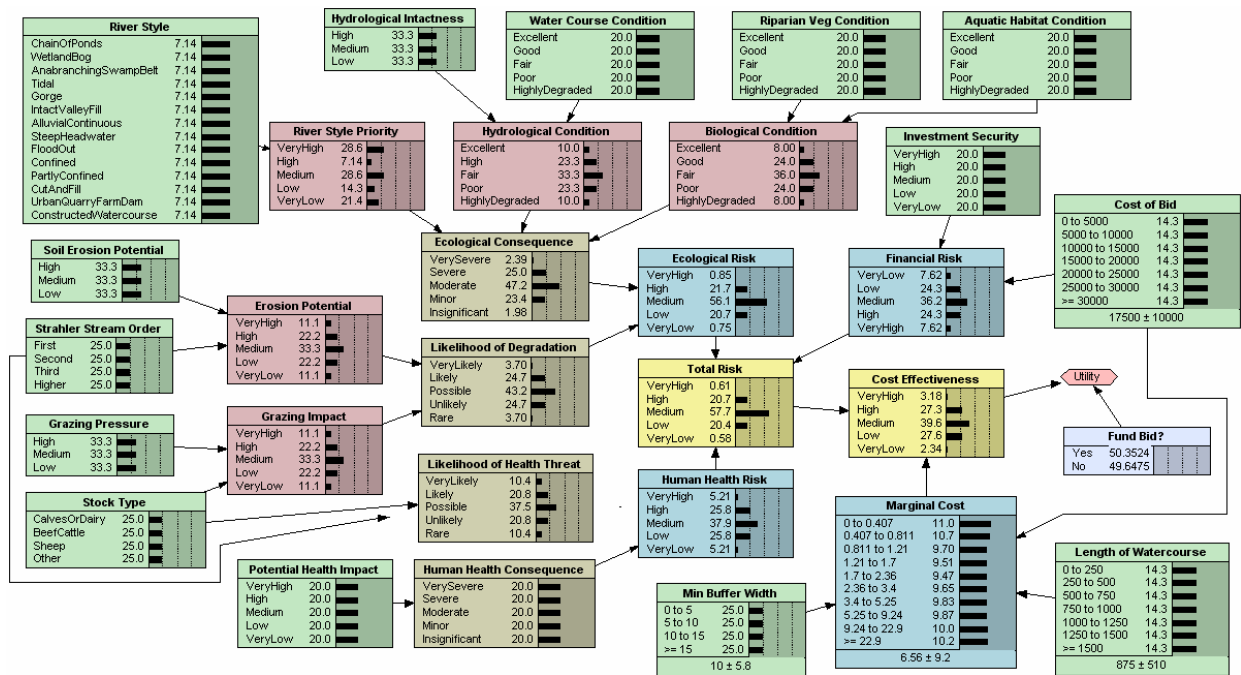 River Style
ChainOfPonds 7.14
WetlandBog 7.14
AnabranchingSwampBelt 7.14
Tidal 7.14
Gorge 7.14
IntactValleyFill 7.14
AlluvialContinuous 7.14
SteepHeadwater 7.14
FloodOut 7.14
Confined 7.14
PartlyConfined 7.14
CutAndFill 7.14
UrbanQuarryFarmDam 7.14
ConstructedWatercourse 7.14
Hydrological Intactness
High 33.3
Medium 33.3
Low 33.3
Water Course Condition
Excellent 20.0
Good 20.0
Fair 20.0
Poor 20.0
HighlyDegraded 20.0
Riparian Veg Condition
Excellent 20.0
Good 20.0
Fair 20.0
Poor 20.0
HighlyDegraded 20.0
Aquatic Habitat Condition
Excellent 20.0
Good 20.0
Fair 20.0
Poor 20.0
HighlyDegraded 20.0
River Style Priority
VeryHigh 28.6
High 7.14
Medium 28.6
Low 14.3
VeryLow 21.4
Hydrological Condition
Excellent 10.0
High 23.3
Fair 33.3
Poor 23.3
HighlyDegraded 10.0
Biological Condition
Excellent 8.00
Good 24.0
Fair 36.0
Poor 24.0
HighlyDegraded 8.00
Investment Security
VeryHigh 20.0
High 20.0
Medium 20.0
Low 20.0
VeryLow 20.0
Cost of Bid
0 to 5000 14.3
5000 to 10000 14.3
10000 to 15000 14.3
15000 to 20000 14.3
20000 to 25000 14.3
25000 to 30000 14.3
>= 30000 14.3
17500 ± 10000
Soil Erosion Potential
High 33.3
Medium 33.3
Low 33.3
Erosion Potential
VeryHigh 11.1
High 22.2
Medium 33.3
Low 22.2
VeryLow 11.1
Ecological Consequence
VerySevere 2.39
Severe 25.0
Moderate 47.2
Minor 23.4
Insignificant 1.98
Ecological Risk
VeryHigh 0.85
High 21.7
Medium 56.1
Low 20.7
VeryLow 0.75
Financial Risk
VeryLow 7.62
Low 24.3
Medium 36.2
High 24.3
VeryHigh 7.62
Strahler Stream Order
First 25.0
Second 25.0
Third 25.0
Higher 25.0
Likelihood of Degradation
VeryLikely 3.70
Likely 24.7
Possible 43.2
Unlikely 24.7
Rare 3.70
Total Risk
VeryHigh 0.61
High 20.7
Medium 57.7
Low 20.4
VeryLow 0.58
Cost Effectiveness
VeryHigh 3.18
High 27.3
Medium 39.6
Low 27.6
VeryLow 2.34
Utility
Fund Bid?
Yes 50.3524
No 49.6475
Grazing Pressure
High 33.3
Medium 33.3
Low 33.3
Grazing Impact
VeryHigh 11.1
High 22.2
Medium 33.3
Low 22.2
VeryLow 11.1
Likelihood of Health Threat
VeryLikely 10.4
Likely 20.8
Possible 37.5
Unlikely 20.8
Rare 10.4
Human Health Risk
VeryHigh 5.21
High 25.8
Medium 37.9
Low 25.8
VeryLow 5.21
Stock Type
CalvesOrDairy 25.0
BeefCattle 25.0
Sheep 25.0
Other 25.0
Potential Health Impact
VeryHigh 20.0
High 20.0
Medium 20.0
Low 20.0
VeryLow 20.0
Human Health Consequence
VerySevere 20.0
Severe 20.0
Moderate 20.0
Minor 20.0
Insignificant 20.0
Min Buffer Width
0 to 5 25.0
5 to 10 25.0
10 to 15 25.0
>= 15 25.0
10 ± 5.8
Marginal Cost
0 to 0.407 11.0
0.407 to 0.811 10.7
0.811 to 1.21 9.70
1.21 to 1.7 9.51
1.7 to 2.36 9.47
2.36 to 3.4 9.65
3.4 to 5.25 9.83
5.25 to 9.24 9.87
9.24 to 22.9 10.0
>= 22.9 10.2
6.56 ± 9.2
Length of Watercourse
0 to 250 14.3
250 to 500 14.3
500 to 750 14.3
750 to 1000 14.3
1000 to 1250 14.3
1250 to 1500 14.3
>= 1500 14.3
875 ± 510